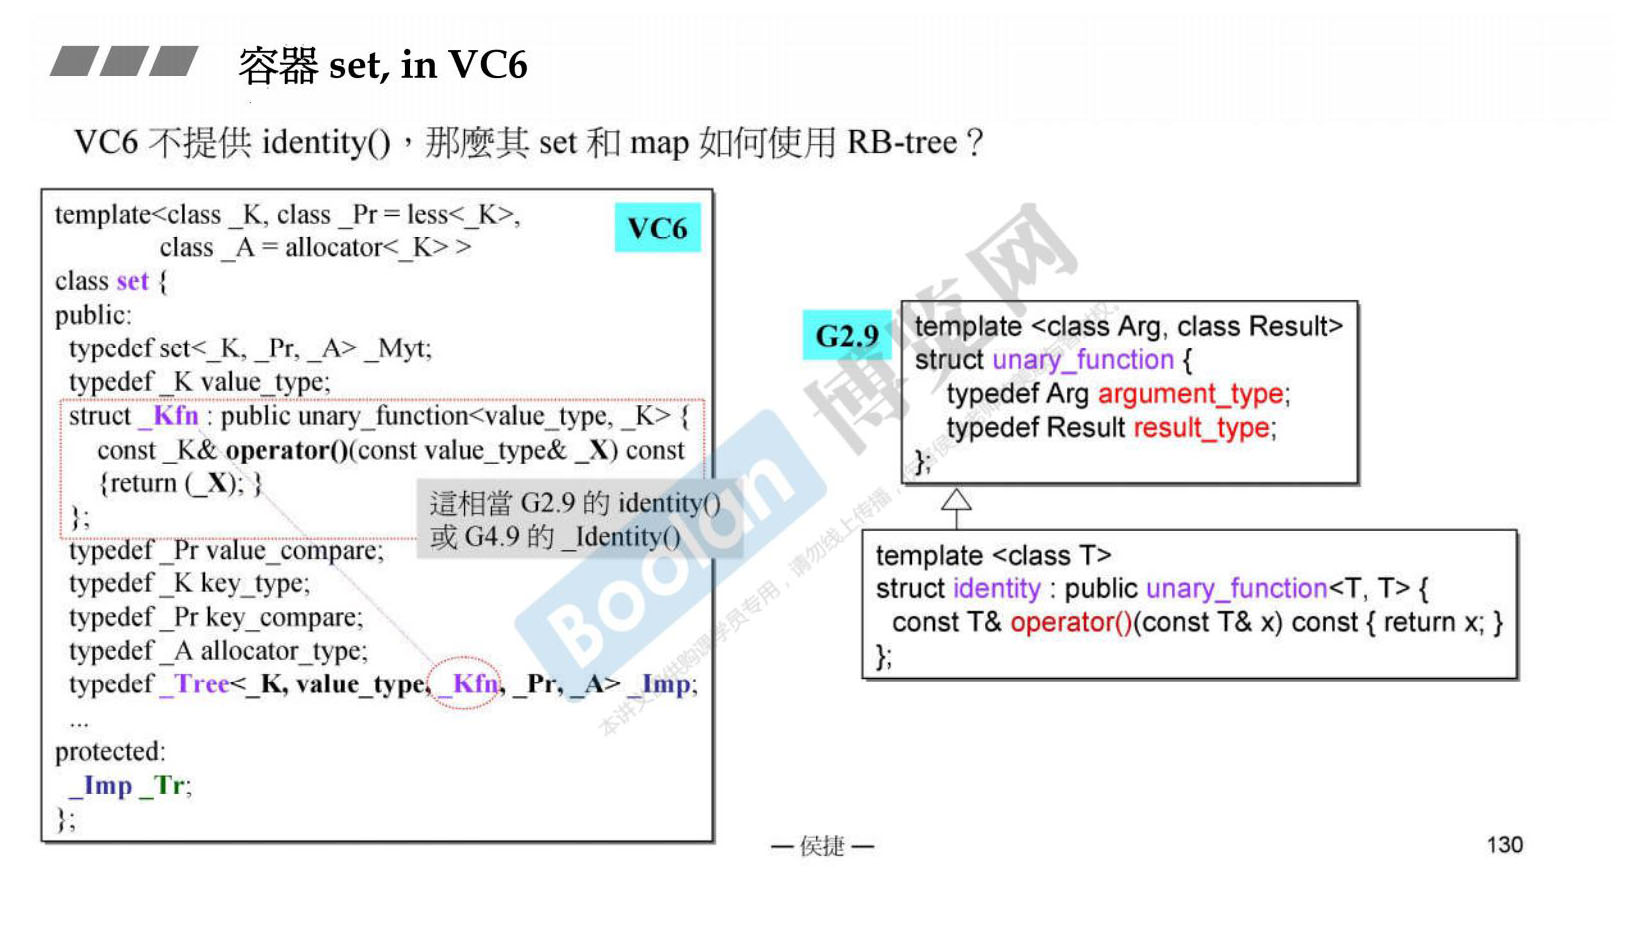 容器 set, in VC6
VC6 不提供 identity()，那麼其 set 和 map 如何使用 RB-tree？
template<class _K, class _Pr = less<_K>,
class _A = allocator<_K> >
class set {
public:
typedef set<_K, _Pr, _A> _Myt;
typedef _K value_type;
struct _Kfn : public unary_function<value_type, _K> {
const _K& operator()(const value_type& _X) const
{return (_X); }
};
typedef _Pr value_compare;
typedef _K key_type;
typedef _Pr key_compare;
typedef _A allocator_type;
typedef _Tree<_K, value_type, _Kfn, _Pr, _A> _Imp;
...
protected:
_Imp _Tr;
};
VC6
這相當 G2.9 的 identity()
或 G4.9 的 _Identity()
G2.9
template <class Arg, class Result>
struct unary_function {
typedef Arg argument_type;
typedef Result result_type;
};
template <class T>
struct identity : public unary_function<T, T> {
const T& operator()(const T& x) const { return x; }
};
Boolan 博览网
— 侯捷 —
130